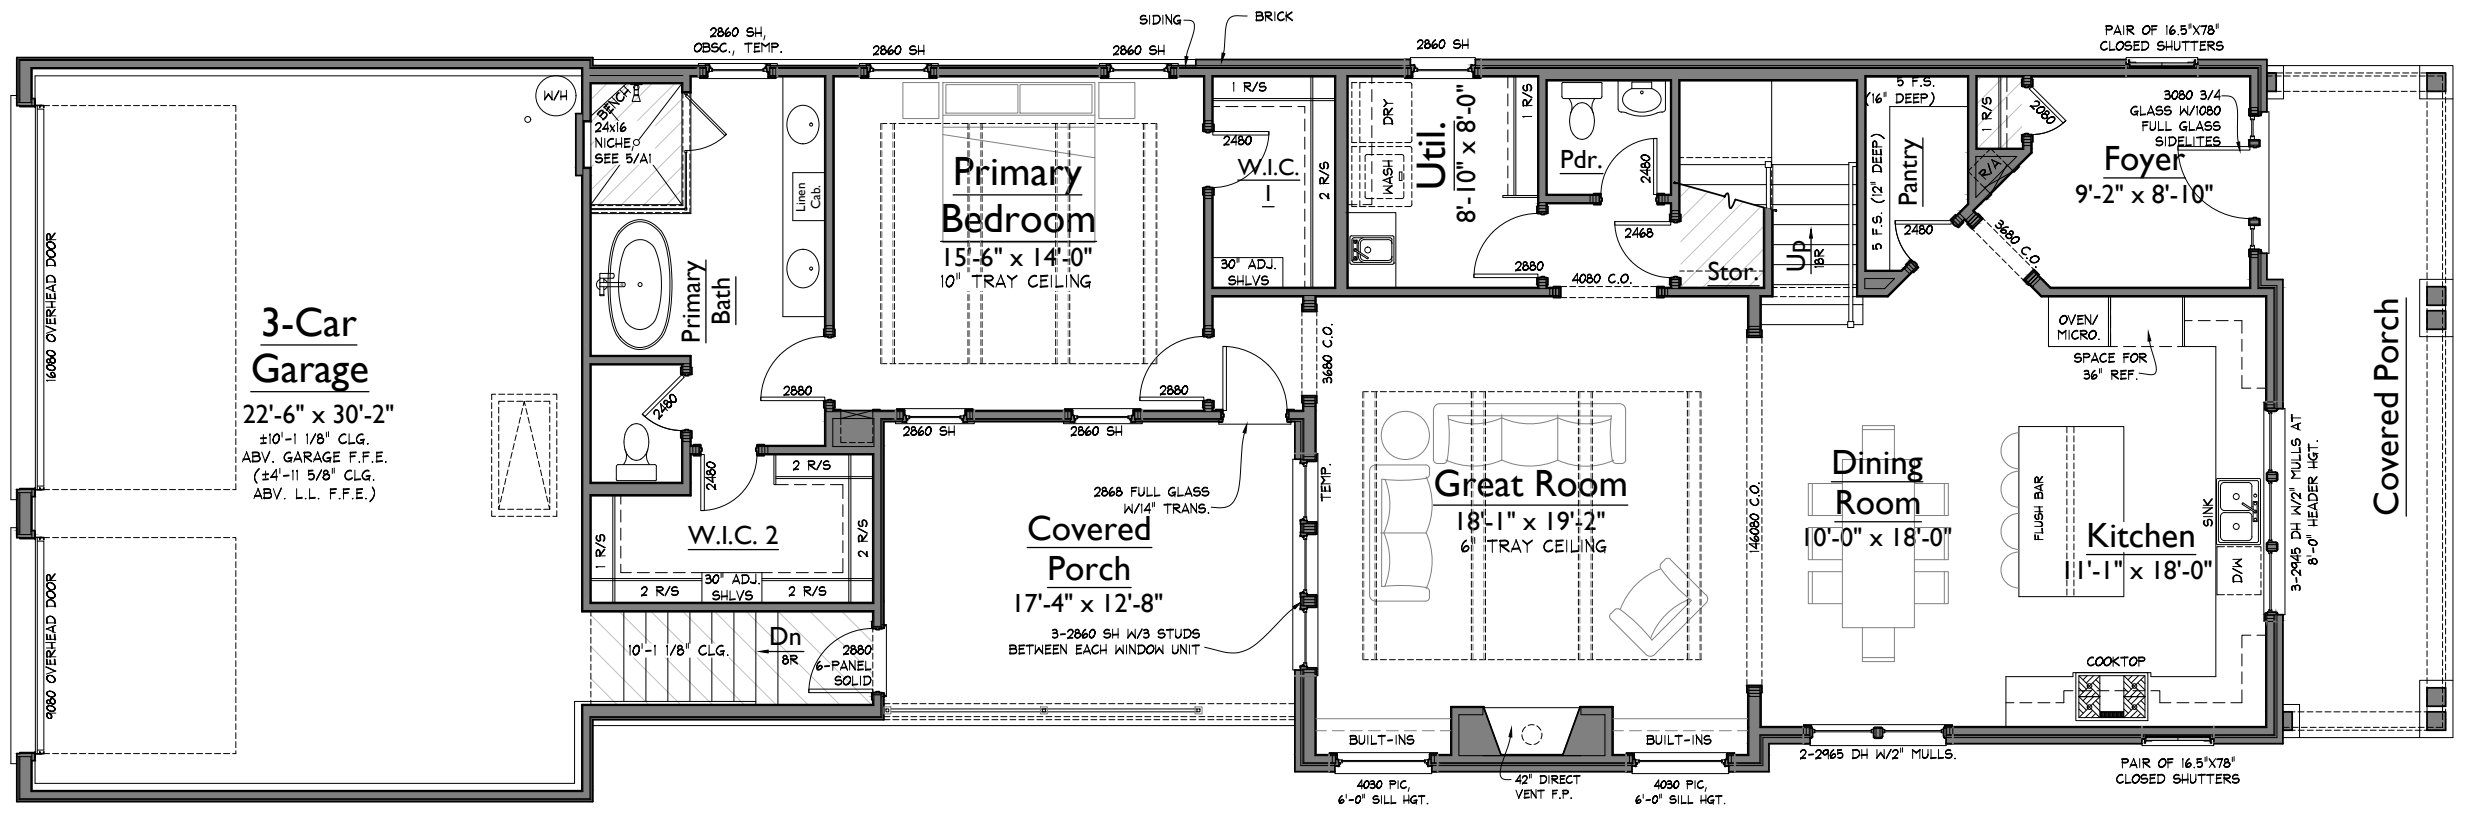 SIDING
BRICK
2860 SH,
OBSC., TEMP.
2860 SH
2860 SH
2860 SH
PAIR OF 16.5"X78"
CLOSED SHUTTERS
W/H
BENCH
24x16
NICHE,
SEE 5/A1
Linen
Cab.
Primary
Bath
Primary
Bedroom
15'-6" x 14'-0"
10" TRAY CEILING
1 R/S
2480
W.I.C.
1
2 R/S
30" ADJ.
SHLVS
DRY
WASH
Util.
8'-10" x 8'-0"
1 R/S
2880
Pdr.
2480
2468
Stor.
4080 C.O.
UP
18R
5 F.S.
(16" DEEP)
5 F.S. (12" DEEP)
Pantry
2480
1 R/S
2080
R/A
3080 3/4
GLASS W/1080
FULL GLASS
SIDELITES
Foyer
9'-2" x 8'-10"
3680 C.O.
16080 OVERHEAD DOOR
3-Car
Garage
22'-6" x 30'-2"
±10'-1 1/8" CLG.
ABV. GARAGE F.F.E.
(±4'-11 5/8" CLG.
ABV. L.L. F.F.E.)
9080 OVERHEAD DOOR
2880
2480
2480
2880
3680 C.O.
2860 SH
2860 SH
2868 FULL GLASS
W/14" TRANS.
TEMP.
2 R/S
1 R/S
W.I.C. 2
2 R/S
2 R/S
30" ADJ.
SHLVS
2 R/S
10'-1 1/8" CLG.
Dn
8R
2880
6-PANEL
SOLID
Covered
Porch
17'-4" x 12'-8"
3-2860 SH W/3 STUDS
BETWEEN EACH WINDOW UNIT
Great Room
18'-1" x 19'-2"
6" TRAY CEILING
146080 C.O.
Dining
Room
10'-0" x 18'-0"
OVEN/
MICRO.
SPACE FOR
36" REF.
FLUSH BAR
Kitchen
11'-1" x 18'-0"
SINK
D/W
COOKTOP
3-2945 DH W/2" MULLS AT
8'-0" HEADER HGT.
Covered Porch
BUILT-INS
BUILT-INS
4030 PIC,
6'-0" SILL HGT.
42" DIRECT
VENT F.P.
4030 PIC,
6'-0" SILL HGT.
2-2965 DH W/2" MULLS.
PAIR OF 16.5"X78"
CLOSED SHUTTERS